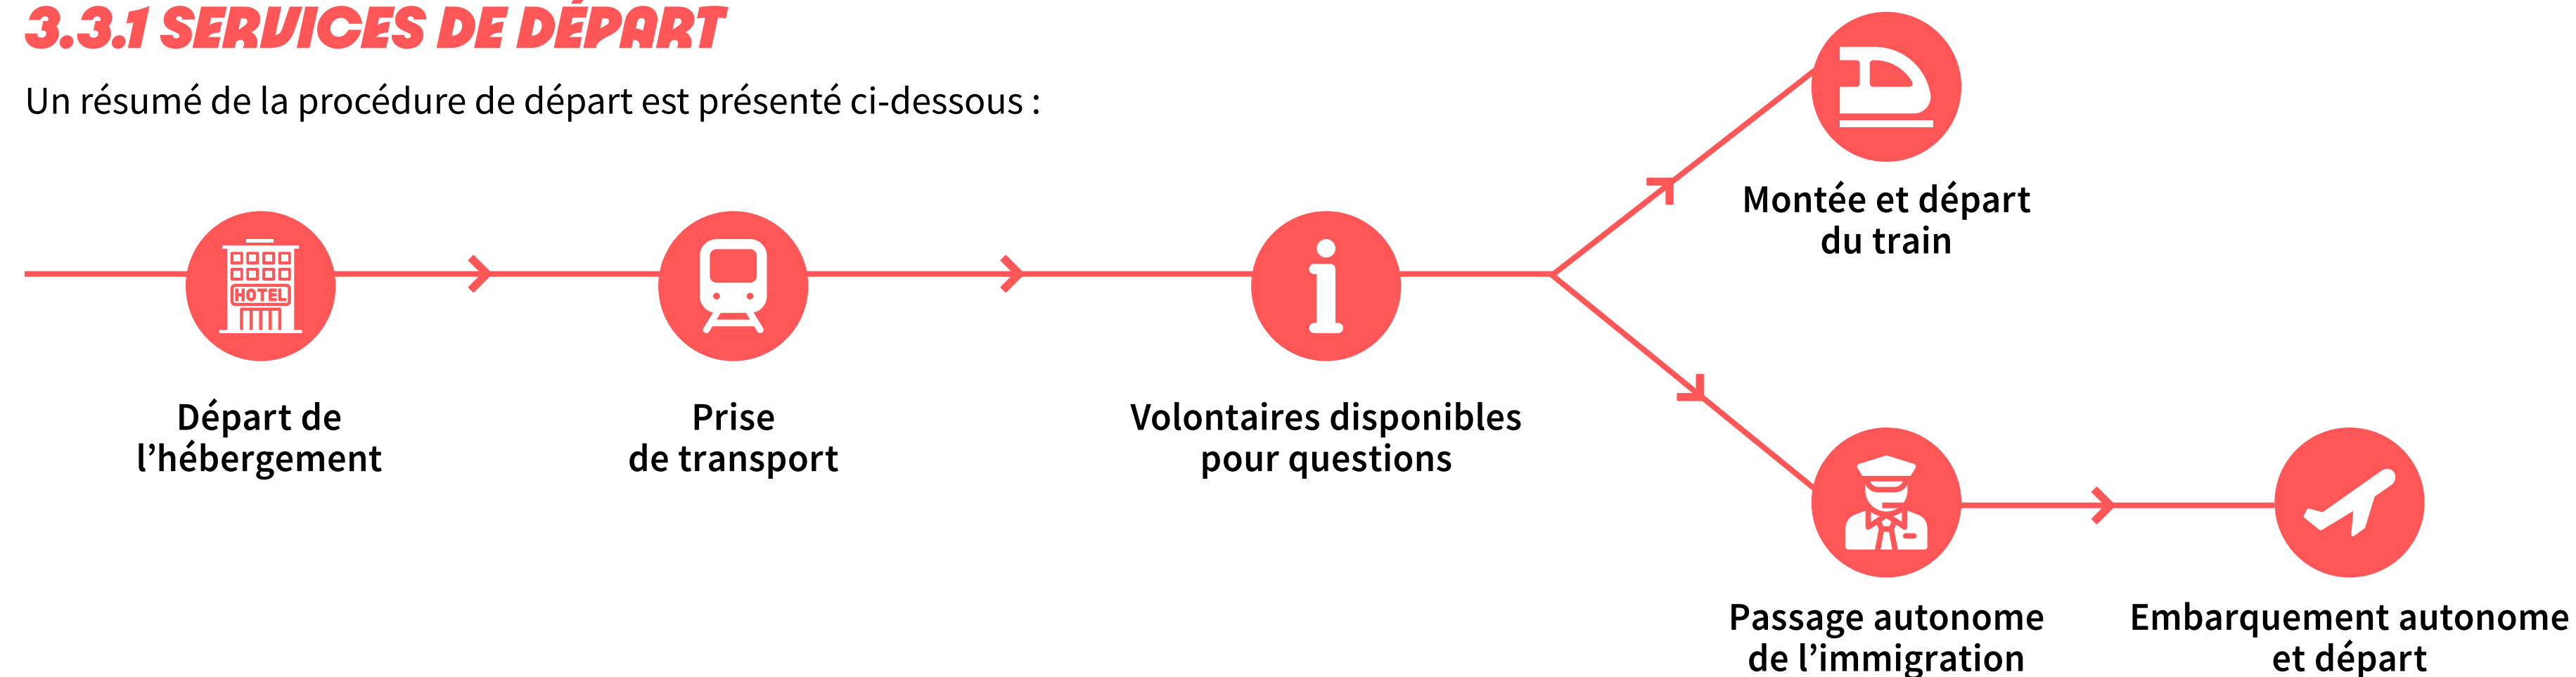 3.3.1 SERVICES DE DÉPART
Un résumé de la procédure de départ est présenté ci-dessous :
HOTEL
Départ de
l’hébergement
Prise
de transport
Volontaires disponibles
pour questions
Montée et départ
du train
Passage autonome
de l’immigration
Embarquement autonome
et départ